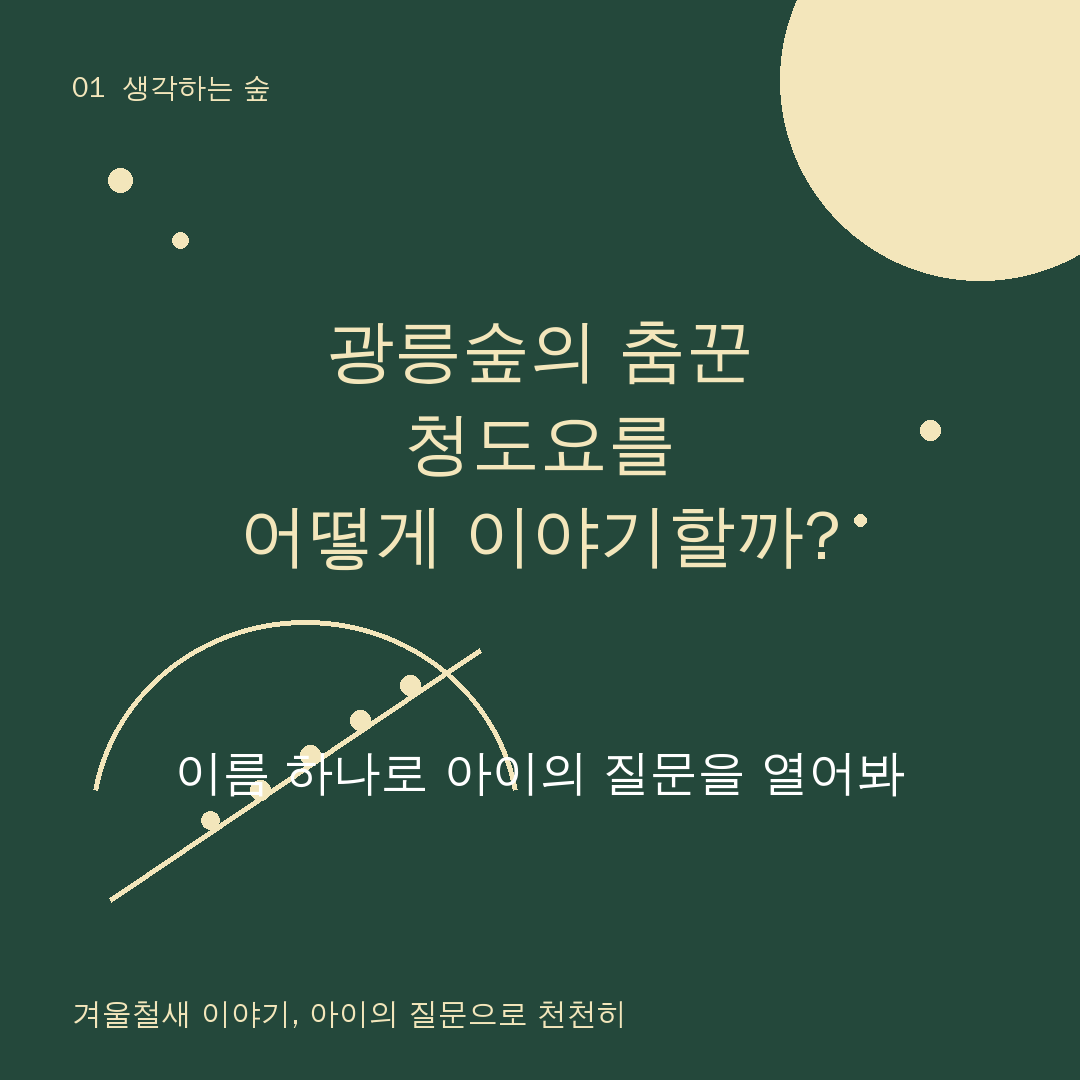 01 생각하는 숲
광릉숲의 춤꾼
청도요를
어떻게 이야기할까?
이름 하나로 아이의 질문을 열어봐
겨울철새 이야기, 아이의 질문으로 천천히